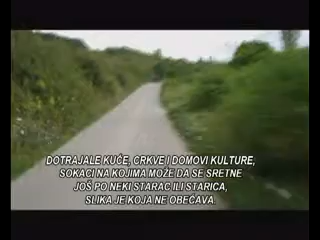 DOTRAJALE KUĆE, CRKVE I DOMOVI KULTURE,
SOKACI NA KOJIMA MOŽE DA SE SRETNE
JOŠ PO NEKI STARAC ILI STARICA,
SLIKA JE KOJA NE OBEĆAVA.